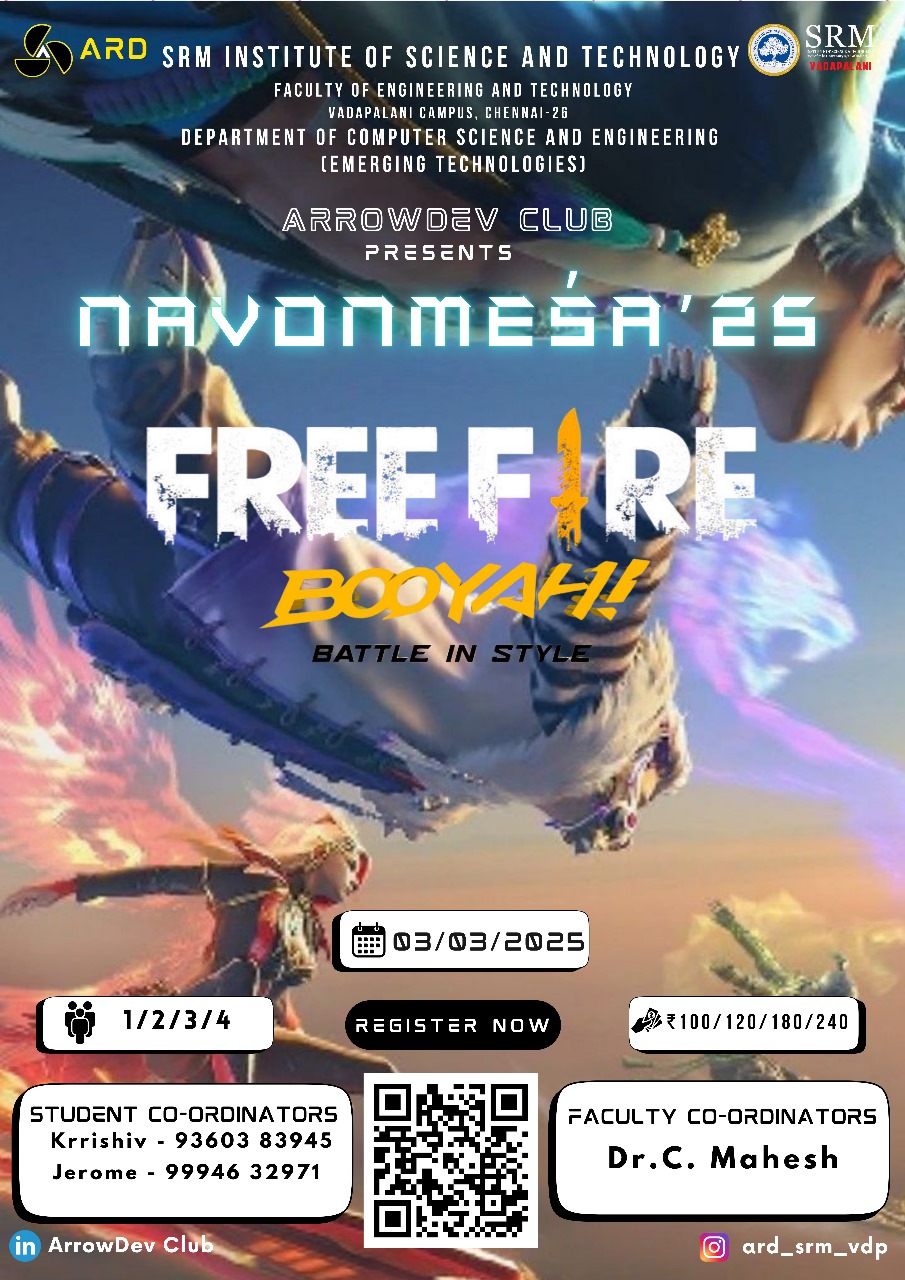 ARD
SRM INSTITUTE OF SCIENCE AND TECHNOLOGY
SRM
VADAPALANI
FACULTY OF ENGINEERING AND TECHNOLOGY
VADAPALANI CAMPUS, CHENNAI-26
DEPARTMENT OF COMPUTER SCIENCE AND ENGINEERING
(EMERGING TECHNOLOGIES)
ARROWDEV CLUB
PRESENTS
NAVONMEŚA'25
FREE FIRE
BOOYAH!
BATTLE IN STYLE
03/03/2025
1/2/3/4
REGISTER NOW
₹100/120/180/240
STUDENT CO-ORDINATORS
Krrishiv - 93603 83945
Jerome - 99946 32971
FACULTY CO-ORDINATORS
Dr.C. Mahesh
in ArrowDev Club
ard_srm_vdp